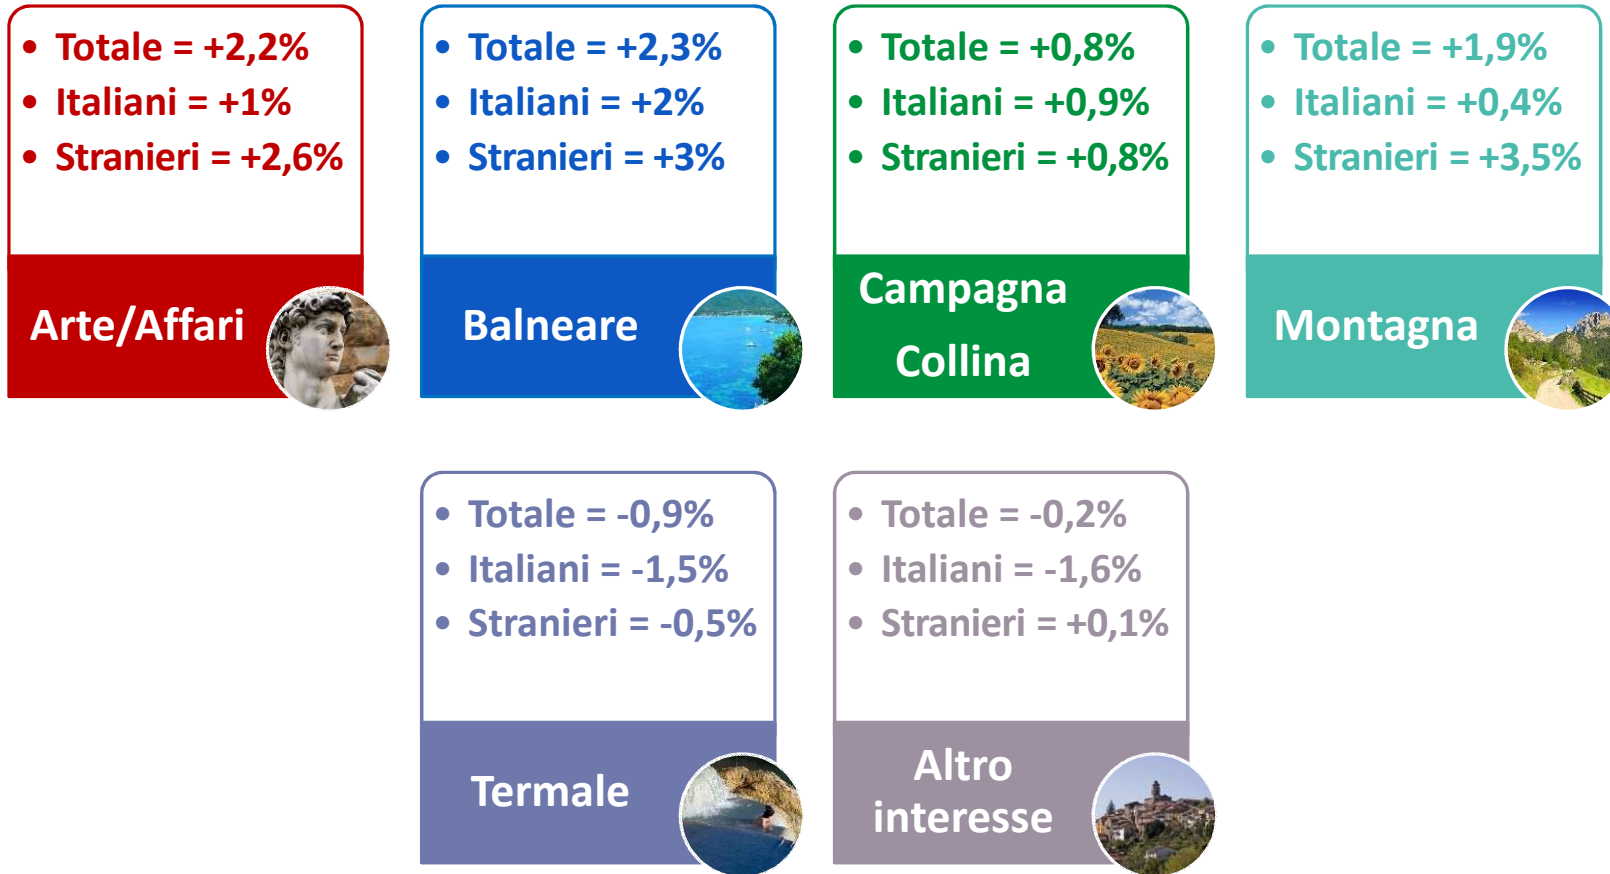 • Totale = +2,2%
• Italiani = +1%
• Stranieri = +2,6%
Arte/Affari
• Totale = +2,3%
• Italiani = +2%
• Stranieri = +3%
Balneare
• Totale = +0,8%
• Italiani = +0,9%
• Stranieri = +0,8%
Campagna
Collina
• Totale = +1,9%
• Italiani = +0,4%
• Stranieri = +3,5%
Montagna
• Totale = -0,9%
• Italiani = -1,5%
• Stranieri = -0,5%
Termale
• Totale = -0,2%
• Italiani = -1,6%
• Stranieri = +0,1%
Altro
interesse